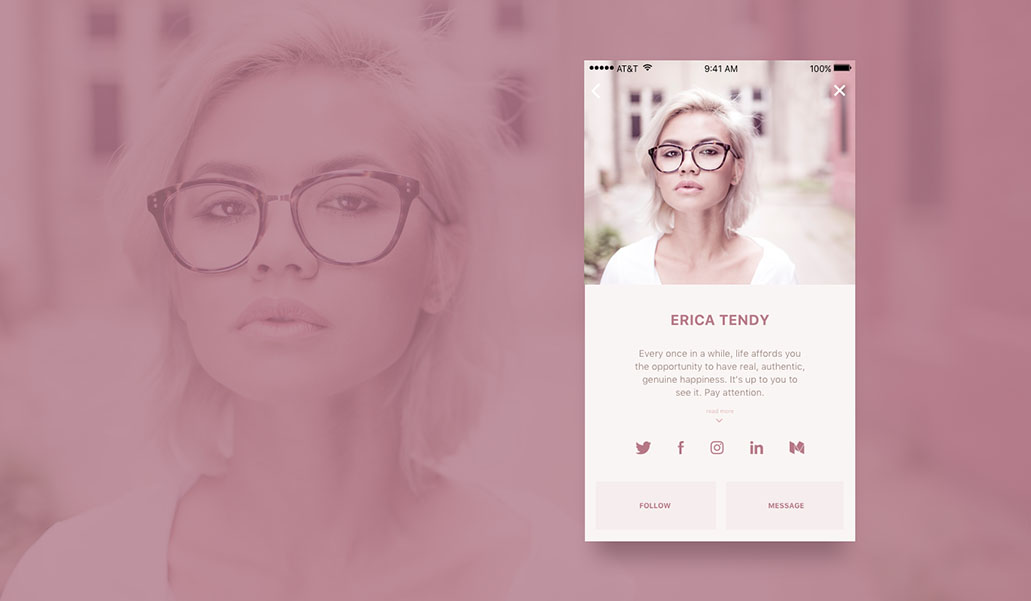 AT&T 9:41 AM 100%
ERICA TENDY
Every once in a while, life affords you
the opportunity to have real, authentic,
genuine happiness. It's up to you to
see it. Pay attention.
read more
FOLLOW MESSAGE